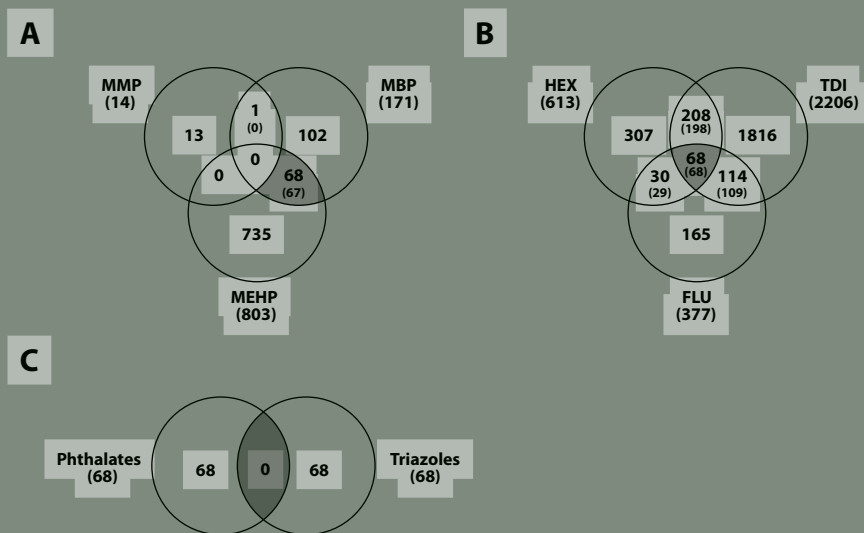 A
MMP
(14)
MBP
(171)
1
(0)
13
102
0
0
68
(67)
735
MEHP
(803)
B
HEX
(613)
TDI
(2206)
208
(198)
307
1816
68
(68)
30
(29)
114
(109)
165
FLU
(377)
C
Phthalates
(68)
68
0
68
Triazoles
(68)